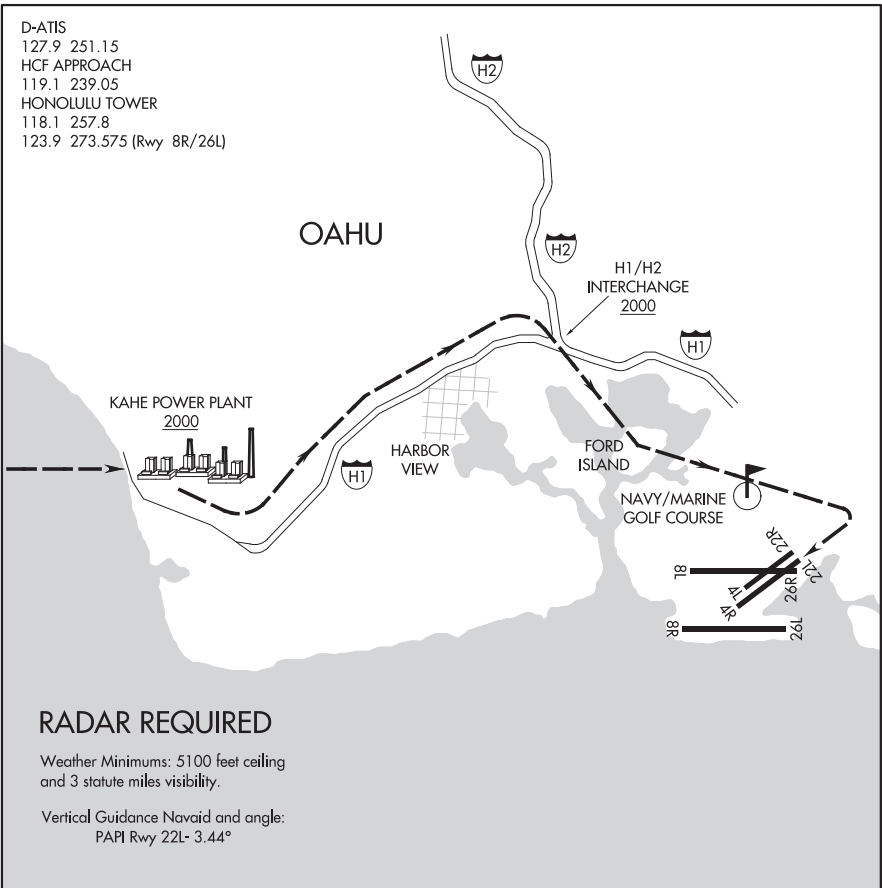 D-ATIS
127.9 251.15
HCF APPROACH
119.1 239.05
HONOLULU TOWER
118.1 257.8
123.9 273.575 (Rwy 8R/26L)
H2
OAHU
H2
H1/H2
INTERCHANGE
2000
H1
KAHE POWER PLANT
2000
HARBOR
VIEW
H1
FORD
ISLAND
NAVY/MARINE
GOLF COURSE
22R
22L
8L
26R
4L
4R
8R
26L
RADAR REQUIRED
Weather Minimums: 5100 feet ceiling
and 3 statute miles visibility.
Vertical Guidance Navaid and angle:
PAPI Rwy 22L- 3.44°